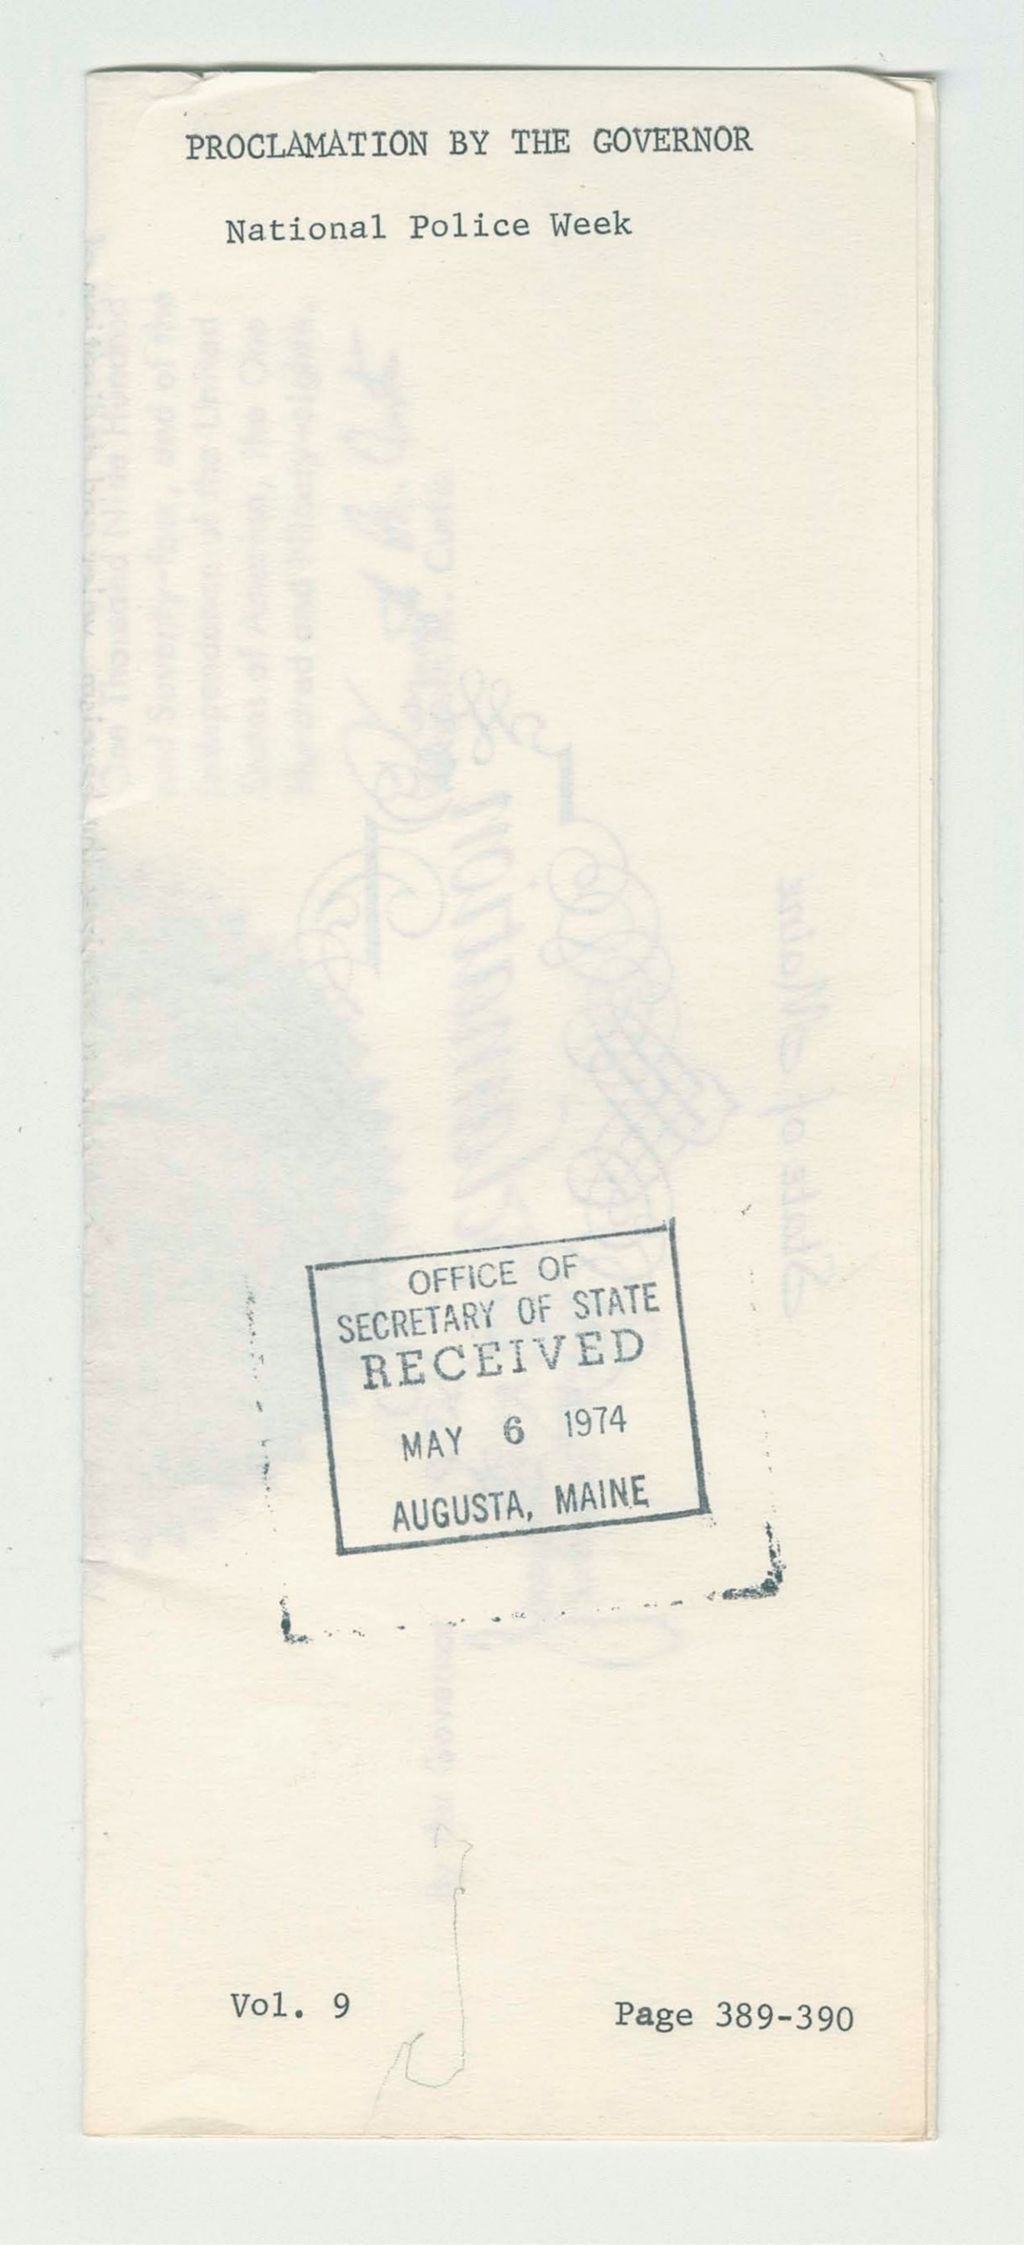 PROCLAMATION BY THE GOVERNOR
National Police Week
OFFICE OF
SECRETARY OF STATE
RECEIVED
MAY 6 1974
AUGUSTA, MAINE
Vol. 9
Page 389-390